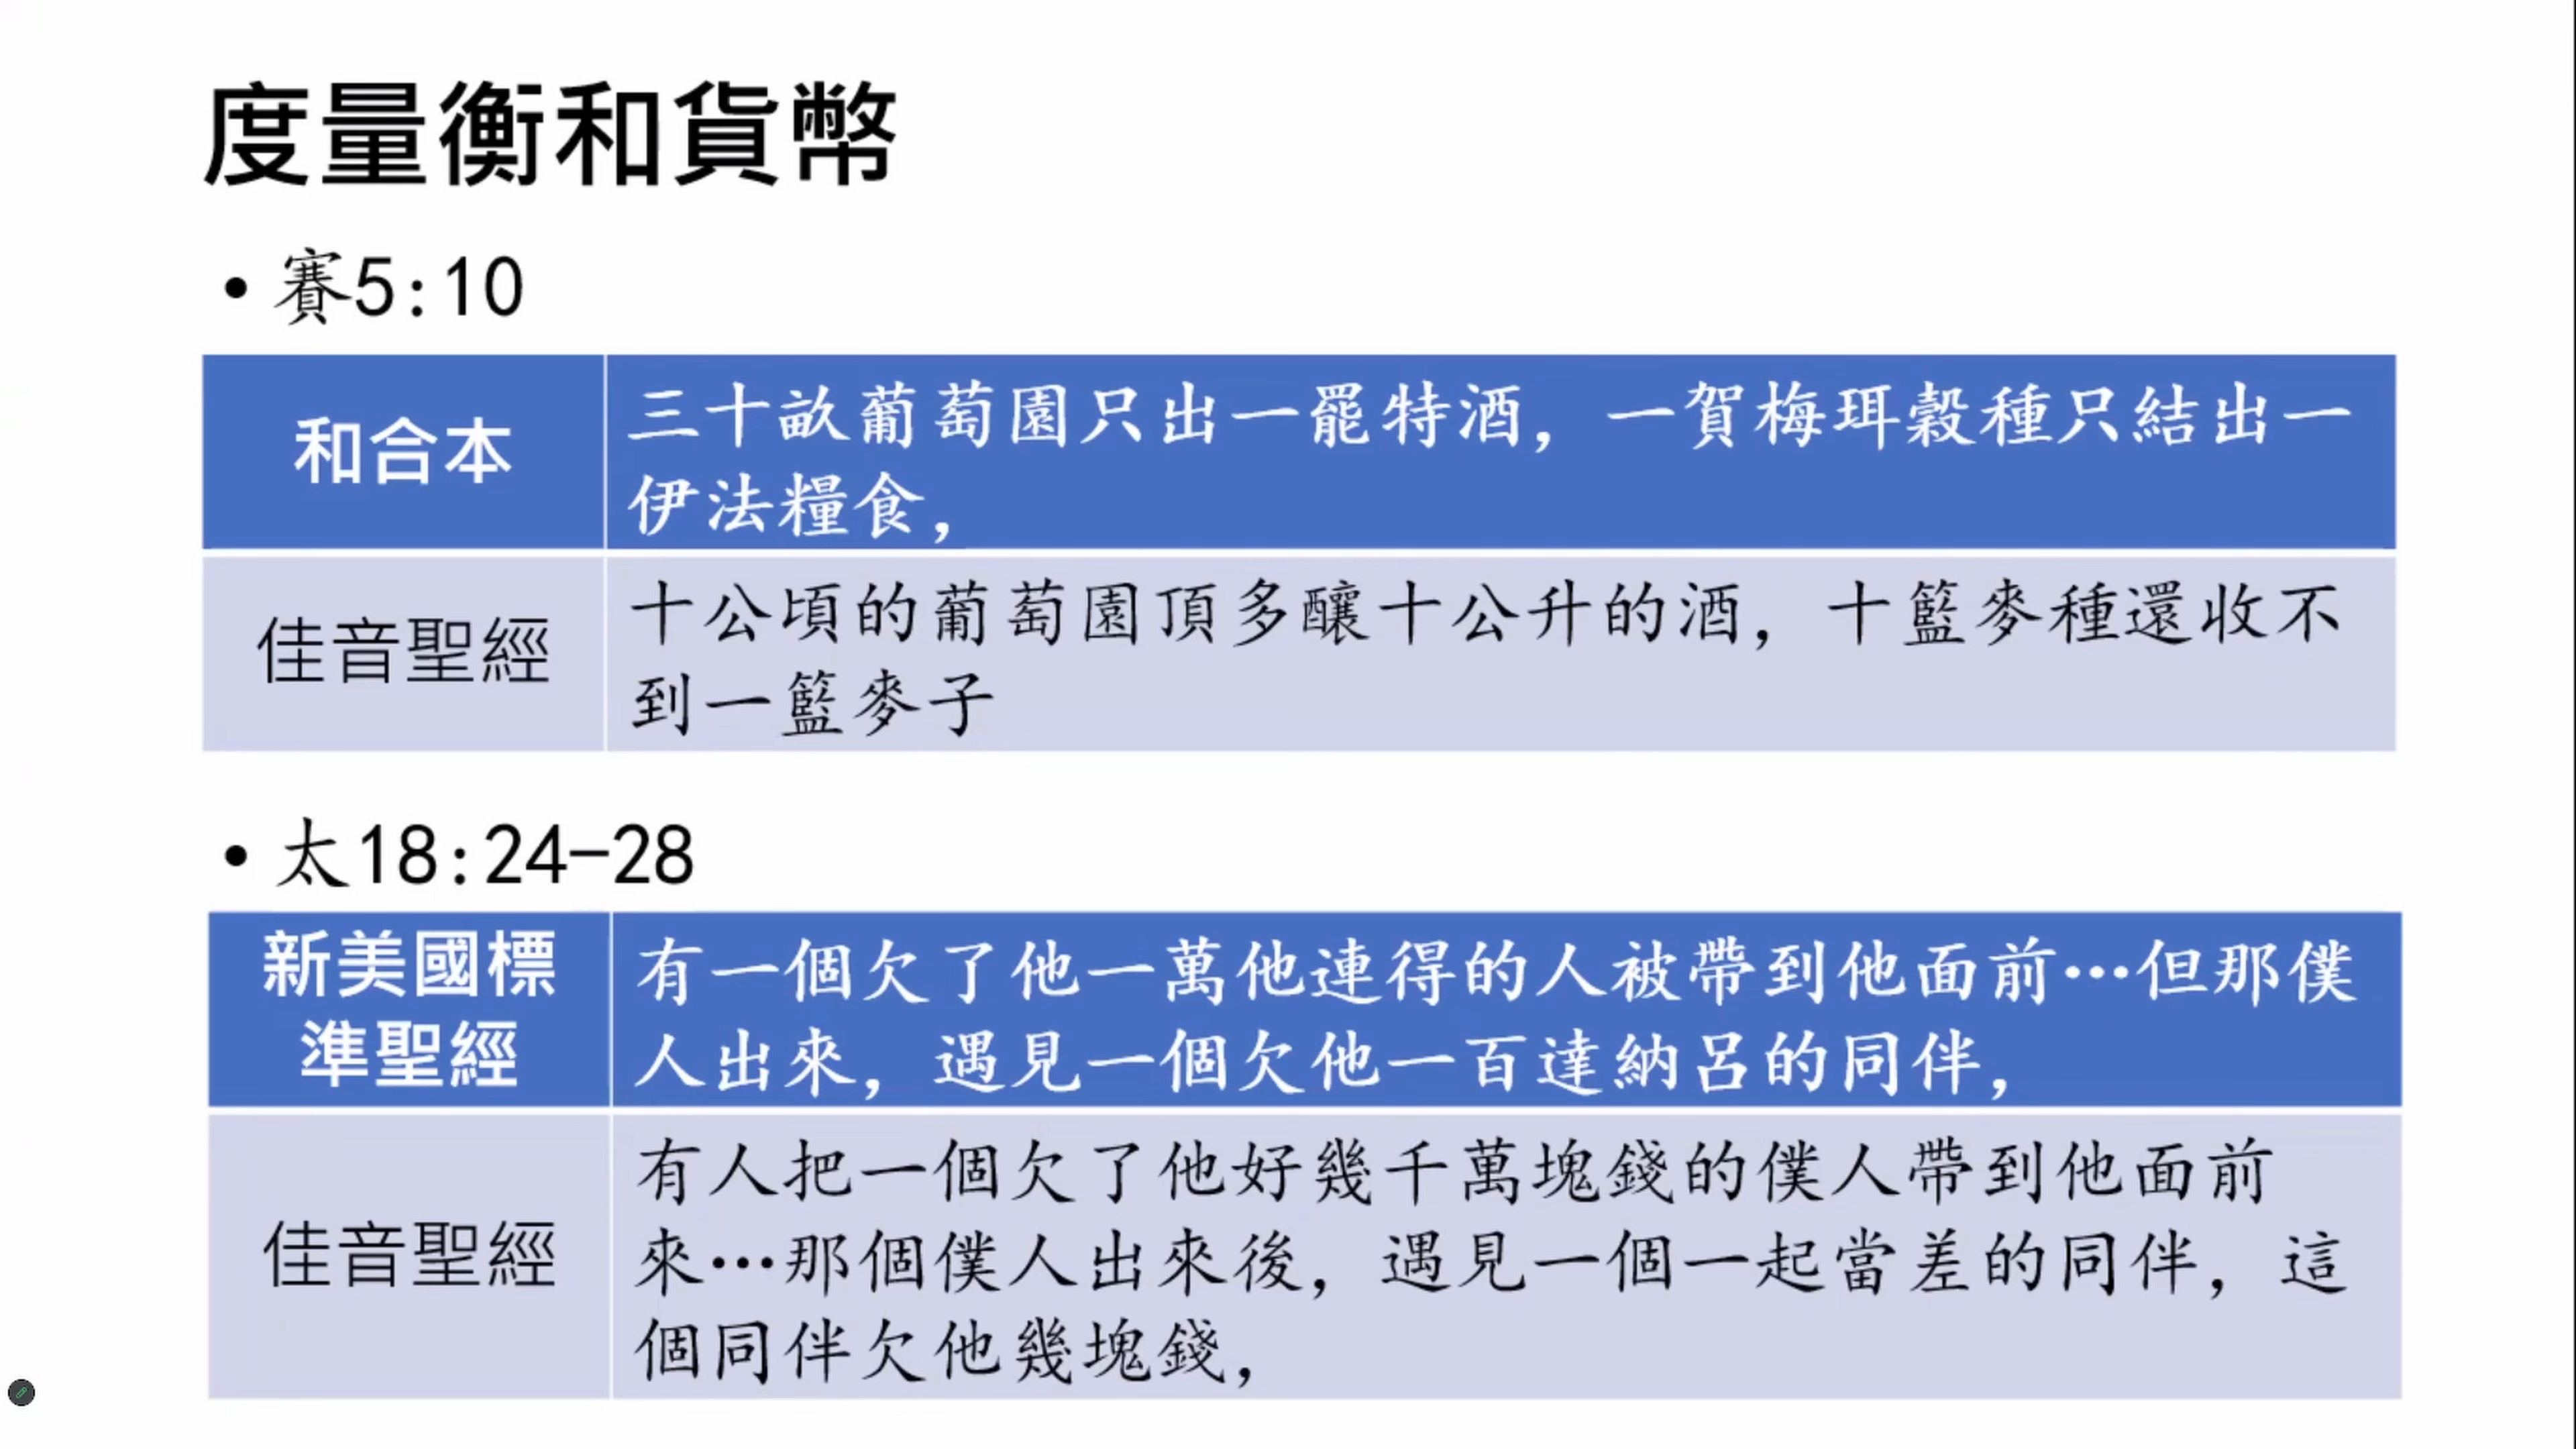 度量衡和貨幣
• 賽5:10
和合本
三十畝葡萄園只出一罷特酒，一賀梅珥穀種只結出一
伊法糧食，
佳音聖經
十公頃的葡萄園頂多釀十公升的酒，十籃麥種還收不
到一籃麥子
• 太18:24-28
新美國標
準聖經
有一個欠了他一萬他連得的人被帶到他面前…但那僕
人出來，遇見一個欠他一百達納呂的同伴，
佳音聖經
有人把一個欠了他好幾千萬塊錢的僕人帶到他面前
來…那個僕人出來後，遇見一個一起當差的同伴，這
個同伴欠他幾塊錢，